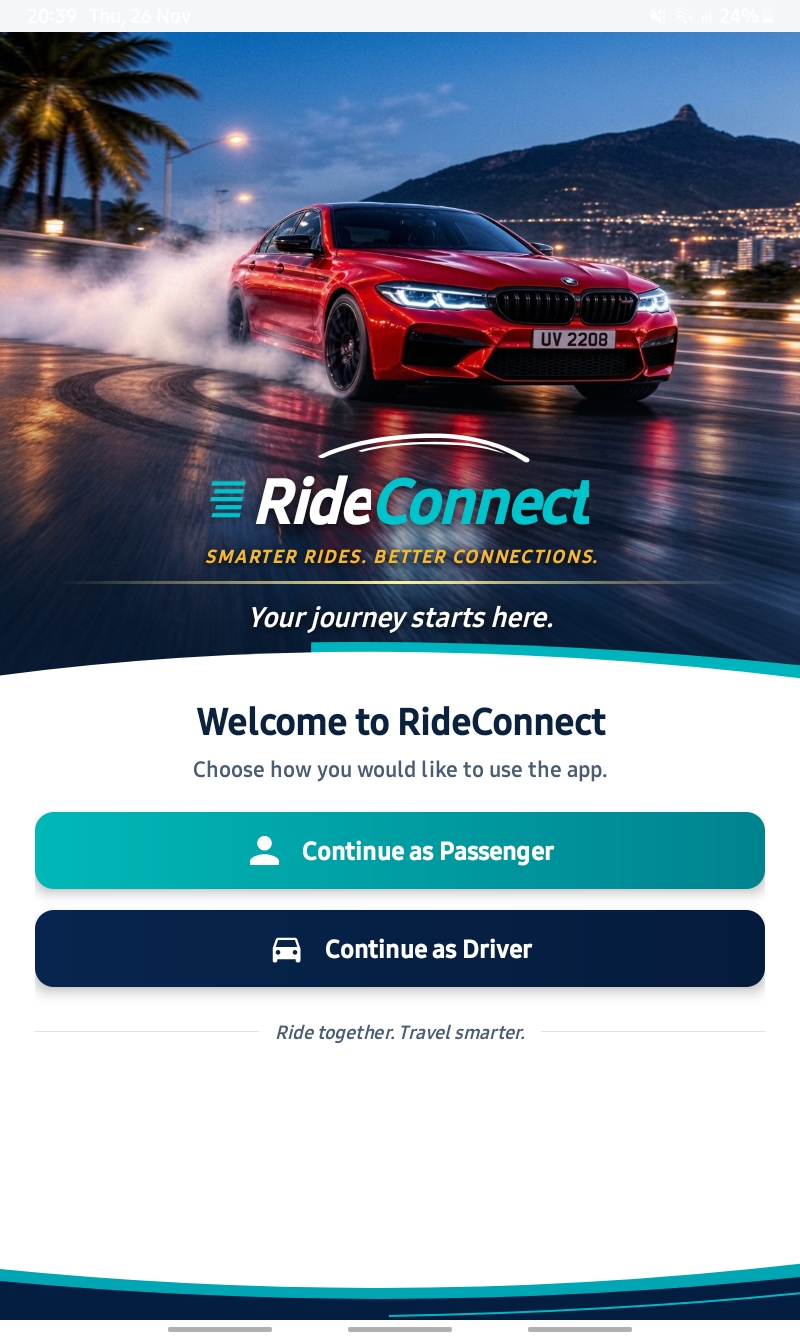 20:39 Thu, 26 Nov 24%
UV 2208
RideConnect
SMARTER RIDES. BETTER CONNECTIONS.
Your journey starts here.
Welcome to RideConnect
Choose how you would like to use the app.
Continue as Passenger
Continue as Driver
Ride together. Travel smarter.